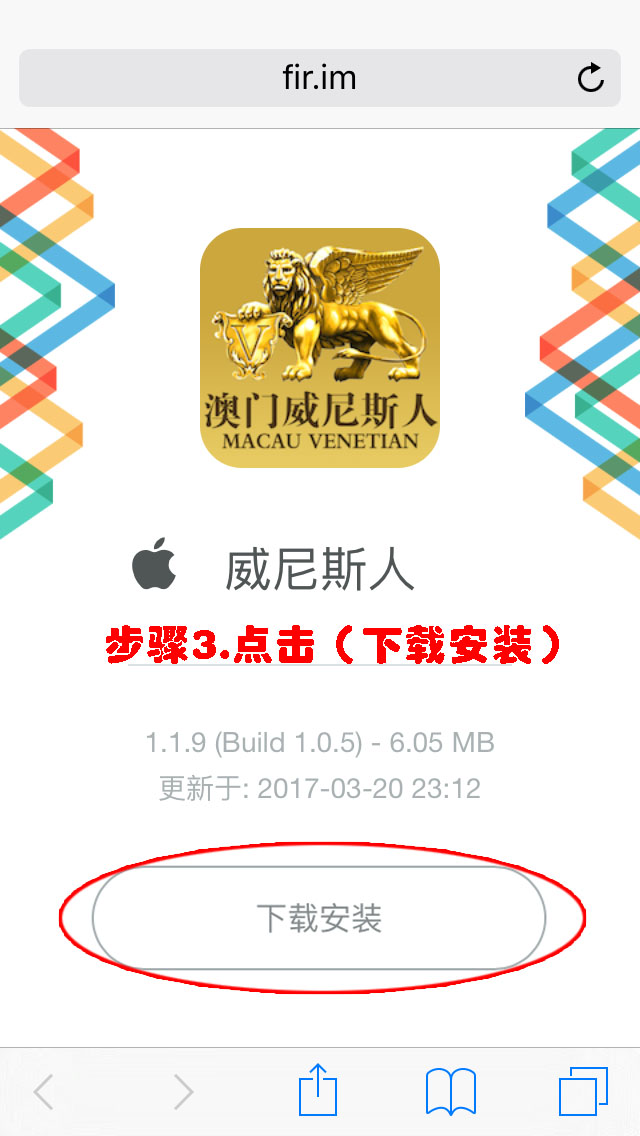 fir.im
V
澳门威尼斯人
MACAU VENETIAN
威尼斯人
步骤3.点击（下载安装）
1.1.9 (Build 1.0.5) - 6.05 MB
更新于: 2017-03-20 23:12
下载安装